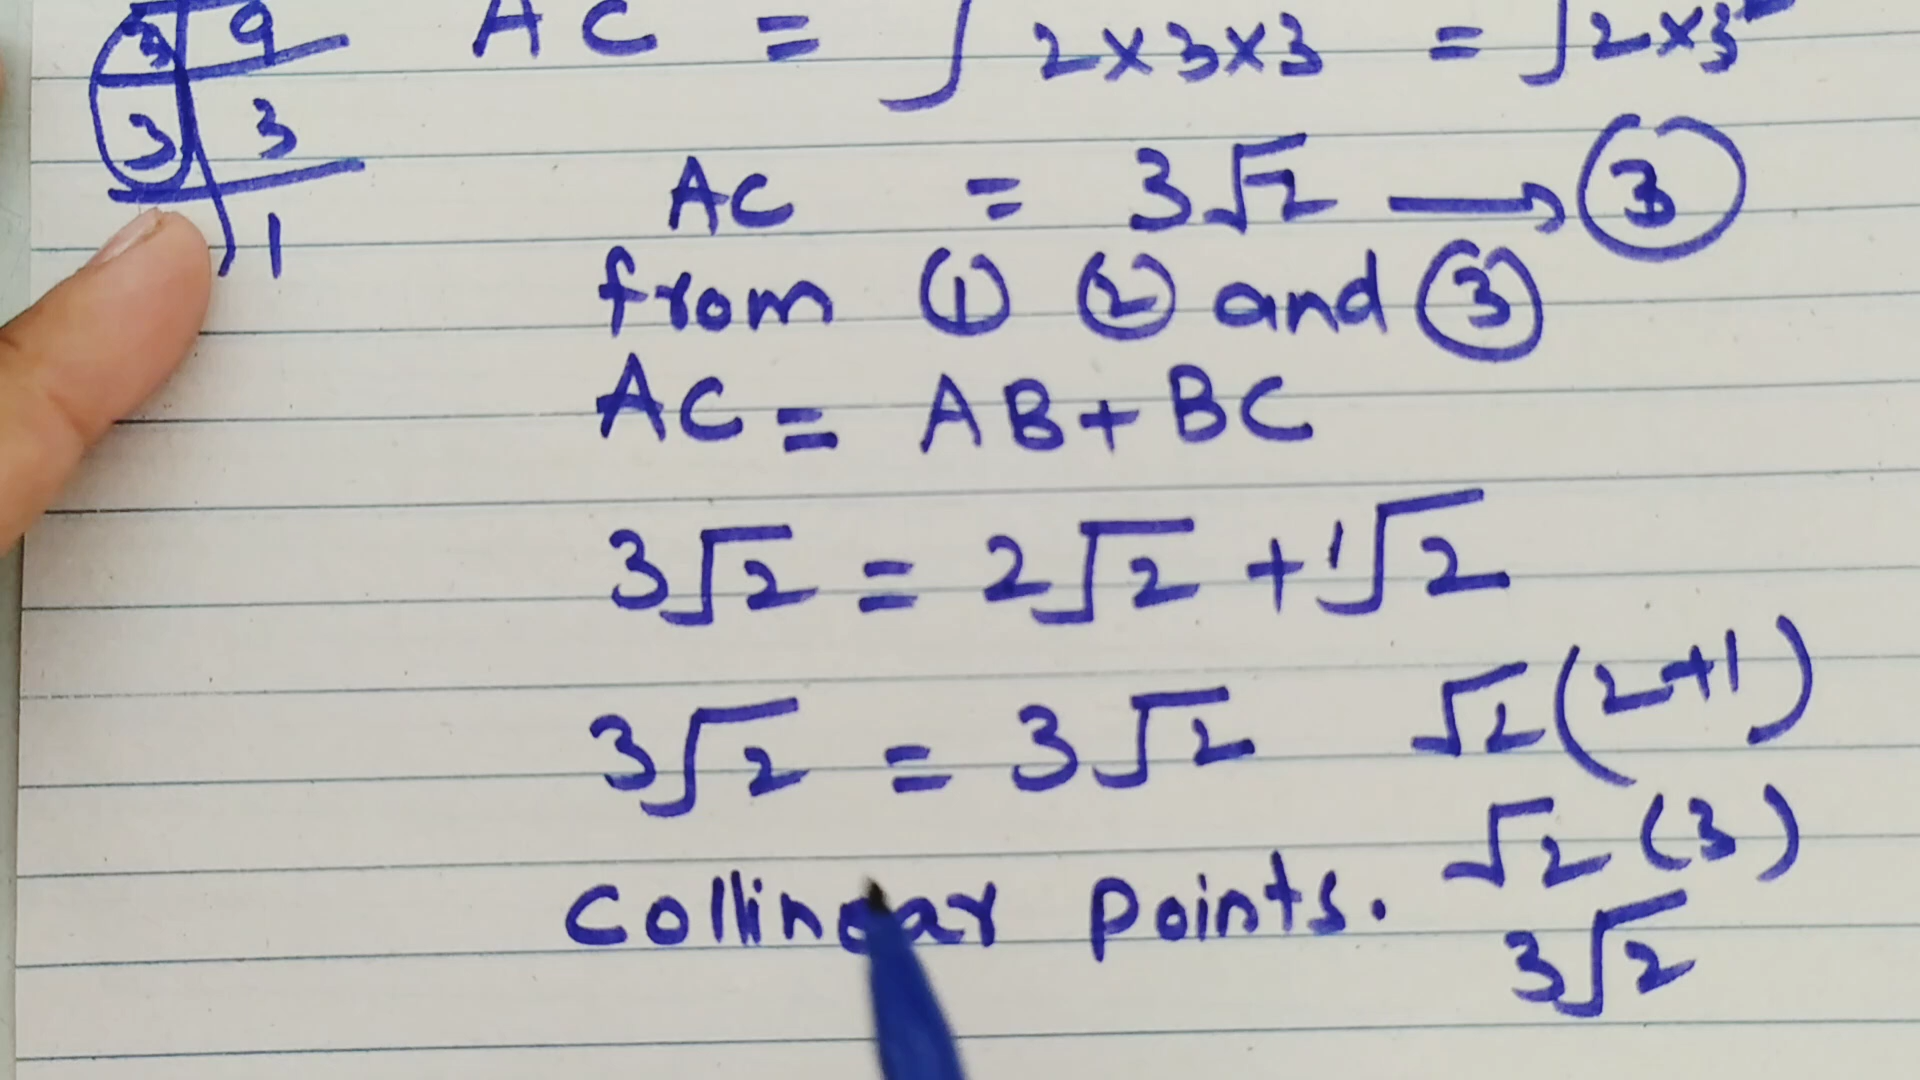 3 9 AC = √2×3×3 = √2×3²
3 3
1
AC = 3√2 → ③
from ① ② and ③
AC = AB + BC
3√2 = 2√2 + 1√2
3√2 = 3√2 √2(2+1)
√2(3)
Collinear points.
3√2